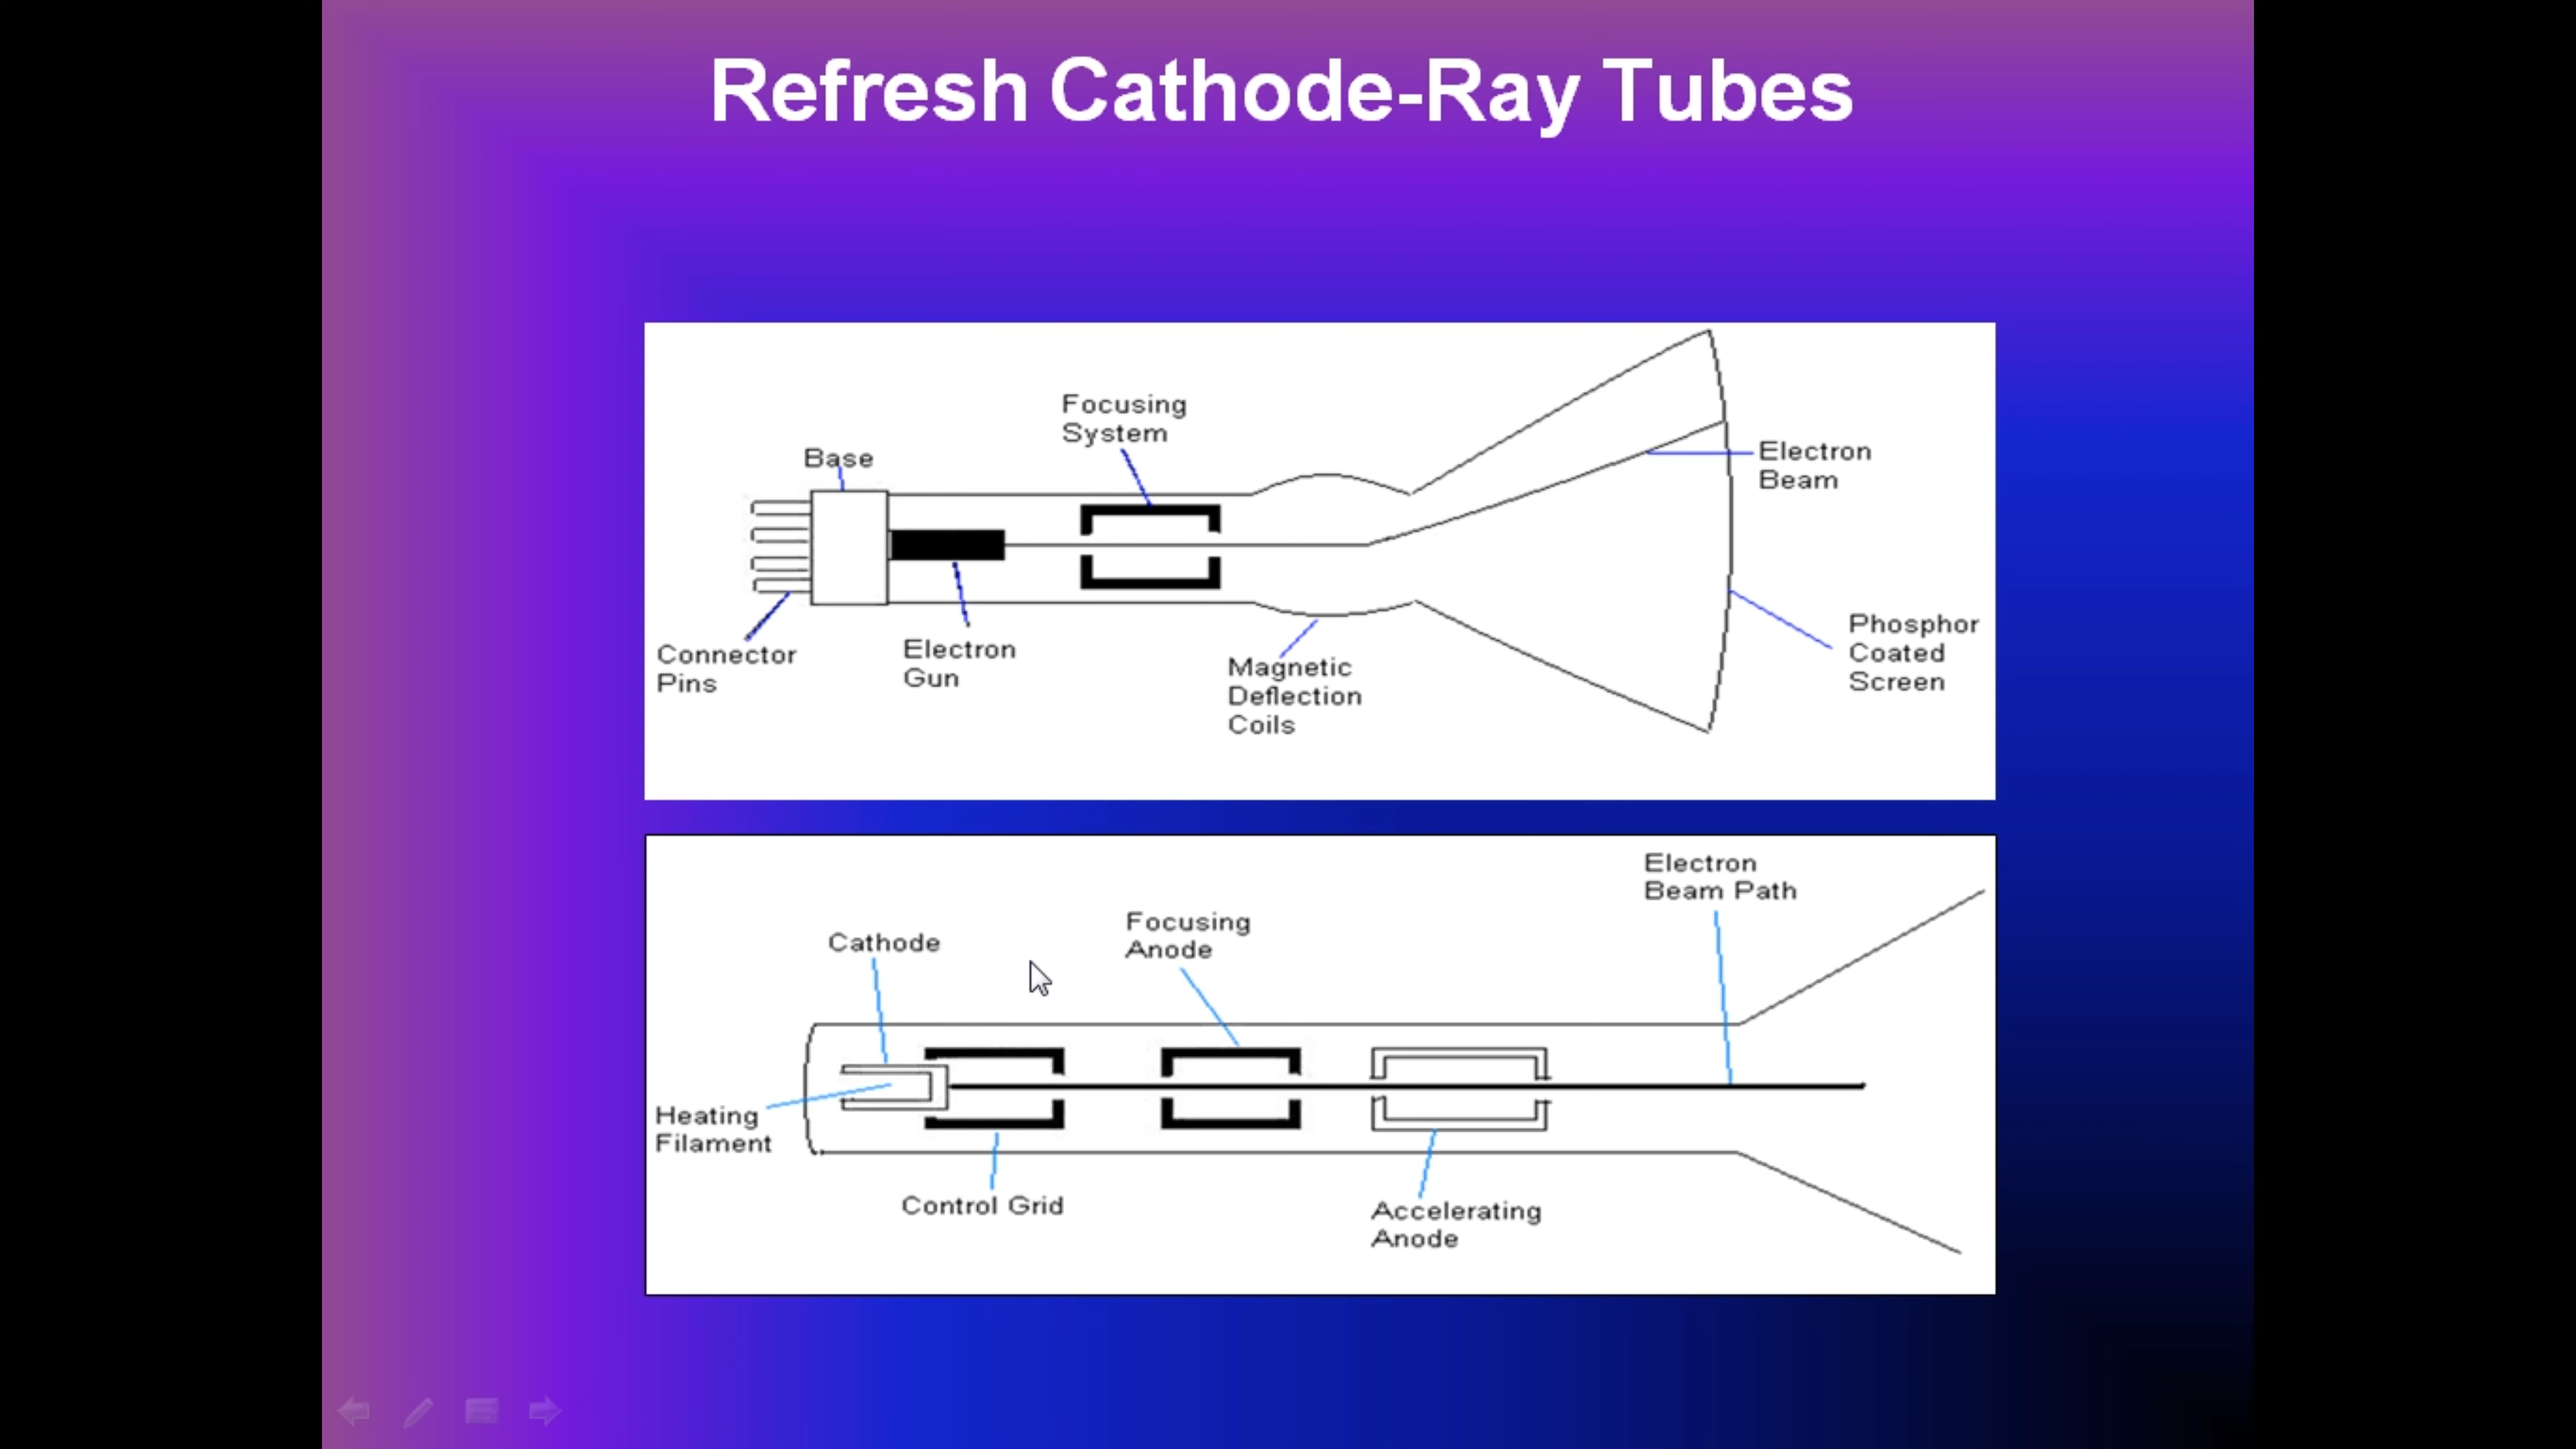 Refresh Cathode-Ray Tubes
Focusing
System
Base
Electron
Beam
Connector
Pins
Electron
Gun
Magnetic
Deflection
Coils
Phosphor
Coated
Screen
Electron
Beam Path
Cathode
Focusing
Anode
Heating
Filament
Control Grid
Accelerating
Anode